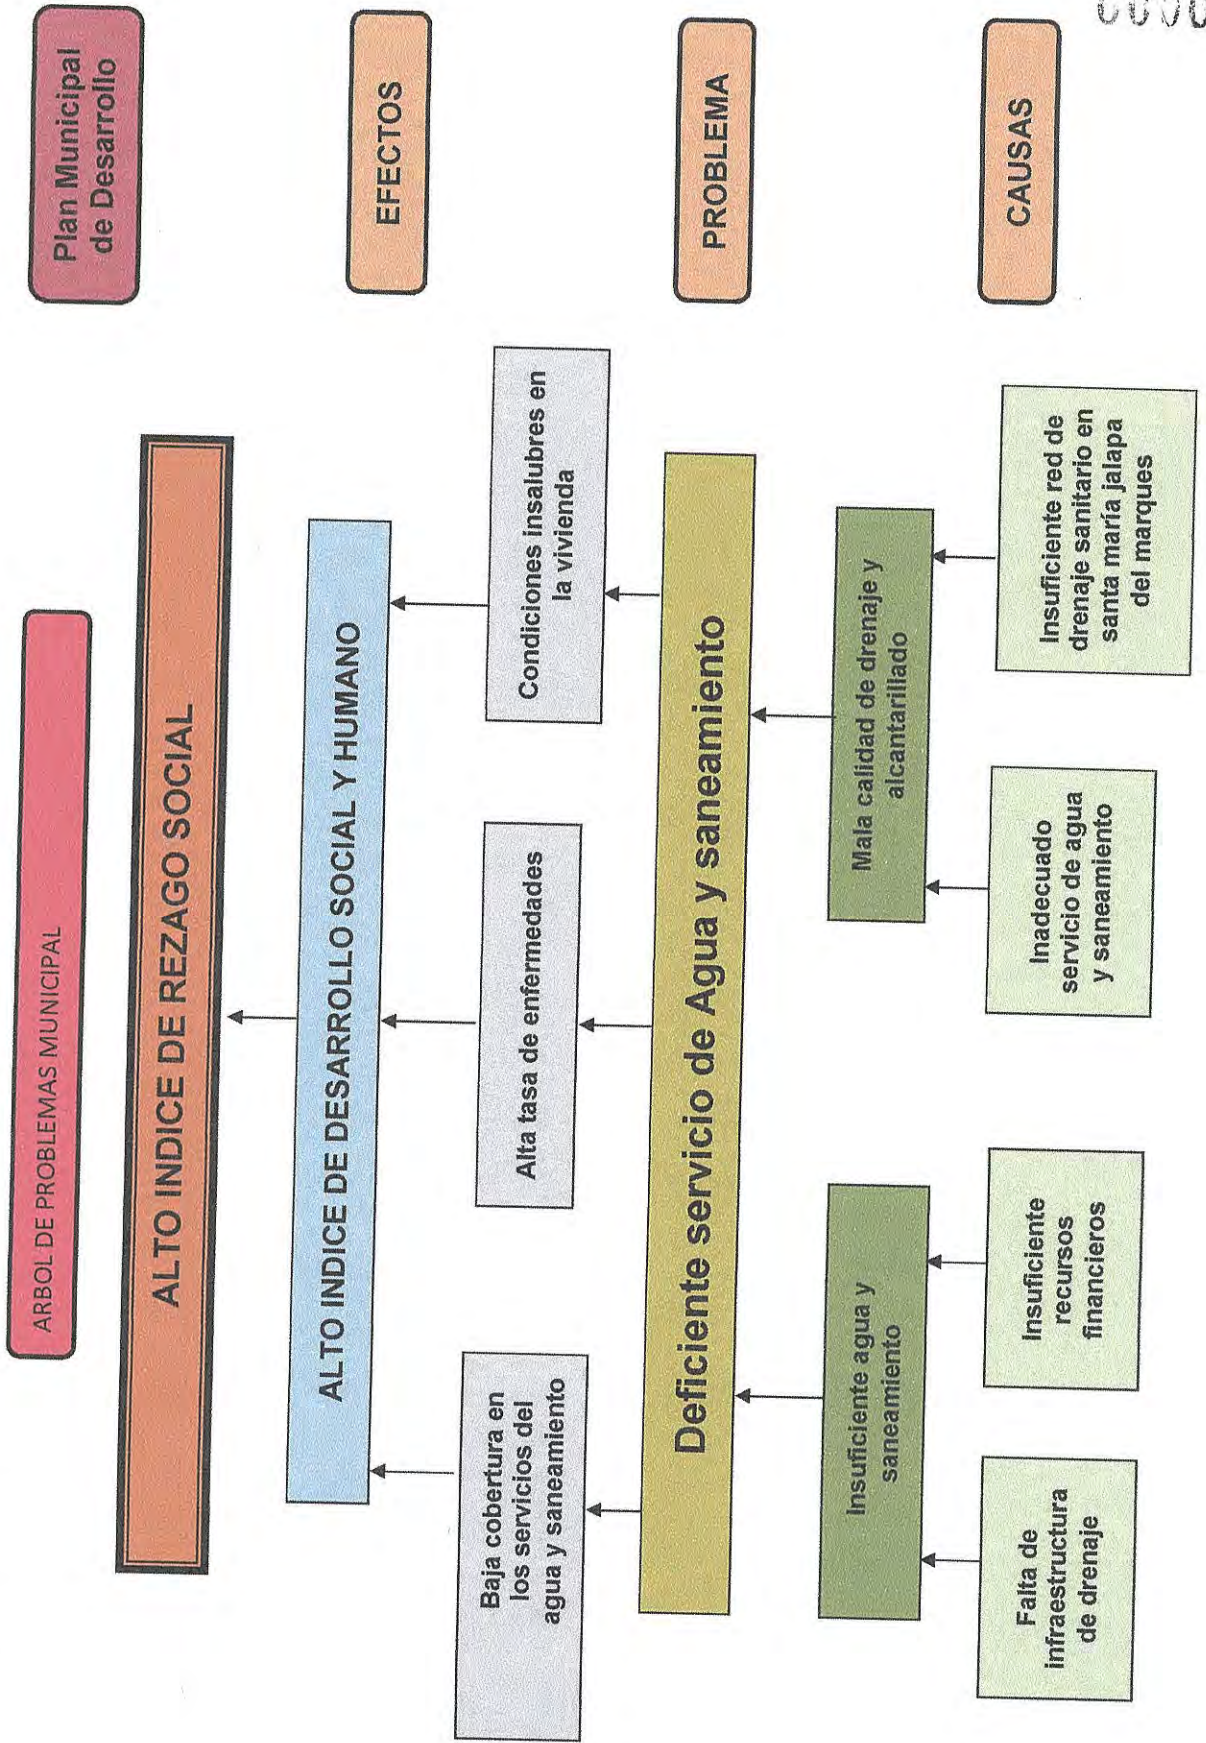 ARBOL DE PROBLEMAS MUNICIPAL
Plan Municipal
de Desarrollo
ALTO INDICE DE REZAGO SOCIAL
ALTO INDICE DE DESARROLLO SOCIAL Y HUMANO
EFECTOS
Baja cobertura en
los servicios del
agua y saneamiento
Alta tasa de enfermedades
Condiciones insalubres en
la vivienda
Deficiente servicio de Agua y saneamiento
PROBLEMA
Insuficiente agua y
saneamiento
Mala calidad de drenaje y
alcantarillado
Falta de
infraestructura
de drenaje
Insuficiente
recursos
financieros
Inadecuado
servicio de agua
y saneamiento
Insuficiente red de
drenaje sanitario en
santa maría jalapa
del marques
CAUSAS